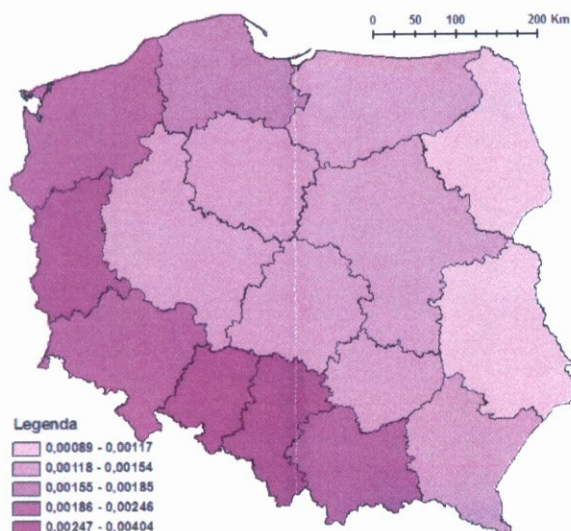 0 50 100 200 Km
Legenda
0,00089 - 0,00117
0,00118 - 0,00154
0,00155 - 0,00185
0,00186 - 0,00246
0,00247 - 0,00404